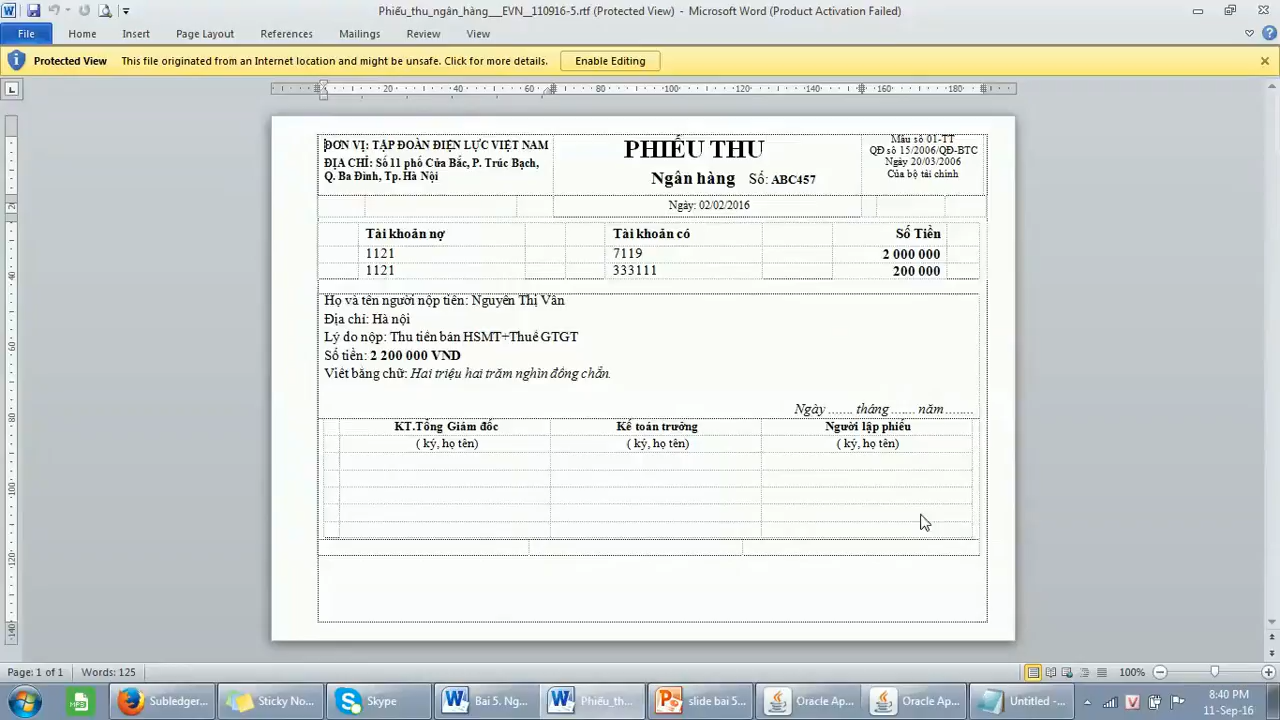 Phiếu_thu_ngân_hàng___EVN__110916-5.rtf (Protected View) - Microsoft Word (Product Activation Failed)
File Home Insert Page Layout References Mailings Review View
Protected View This file originated from an Internet location and might be unsafe. Click for more details. Enable Editing
20 40 60 80 100 120 140 160 180
ĐƠN VỊ: TẬP ĐOÀN ĐIỆN LỰC VIỆT NAM
ĐỊA CHỈ: Số 11 phố Cửa Bắc, P. Trúc Bạch,
Q. Ba Đình, Tp. Hà Nội
PHIẾU THU
Ngân hàng Số: ABC457
Mẫu số 01-TT
QĐ số 15/2006/QĐ-BTC
Ngày 20/03/2006
Của bộ tài chính
Ngày: 02/02/2016
Tài khoản nợ Tài khoản có Số Tiền
1121 7119 2 000 000
1121 333111 200 000
Họ và tên người nộp tiền: Nguyễn Thị Vân
Địa chỉ: Hà nội
Lý do nộp: Thu tiền bán HSMT+Thuế GTGT
Số tiền: 2 200 000 VND
Viết bằng chữ: Hai triệu hai trăm nghìn đồng chẵn.
Ngày ....... tháng ....... năm ........
KT.Tổng Giám đốc Kế toán trưởng Người lập phiếu
( ký, họ tên) ( ký, họ tên) ( ký, họ tên)
Page: 1 of 1 Words: 125 100%
Subledger... Sticky No... Skype Bai 5. Ng... Phiếu_th... slide bai 5... Oracle Ap... Oracle Ap... Untitled -...
8:40 PM
11-Sep-16